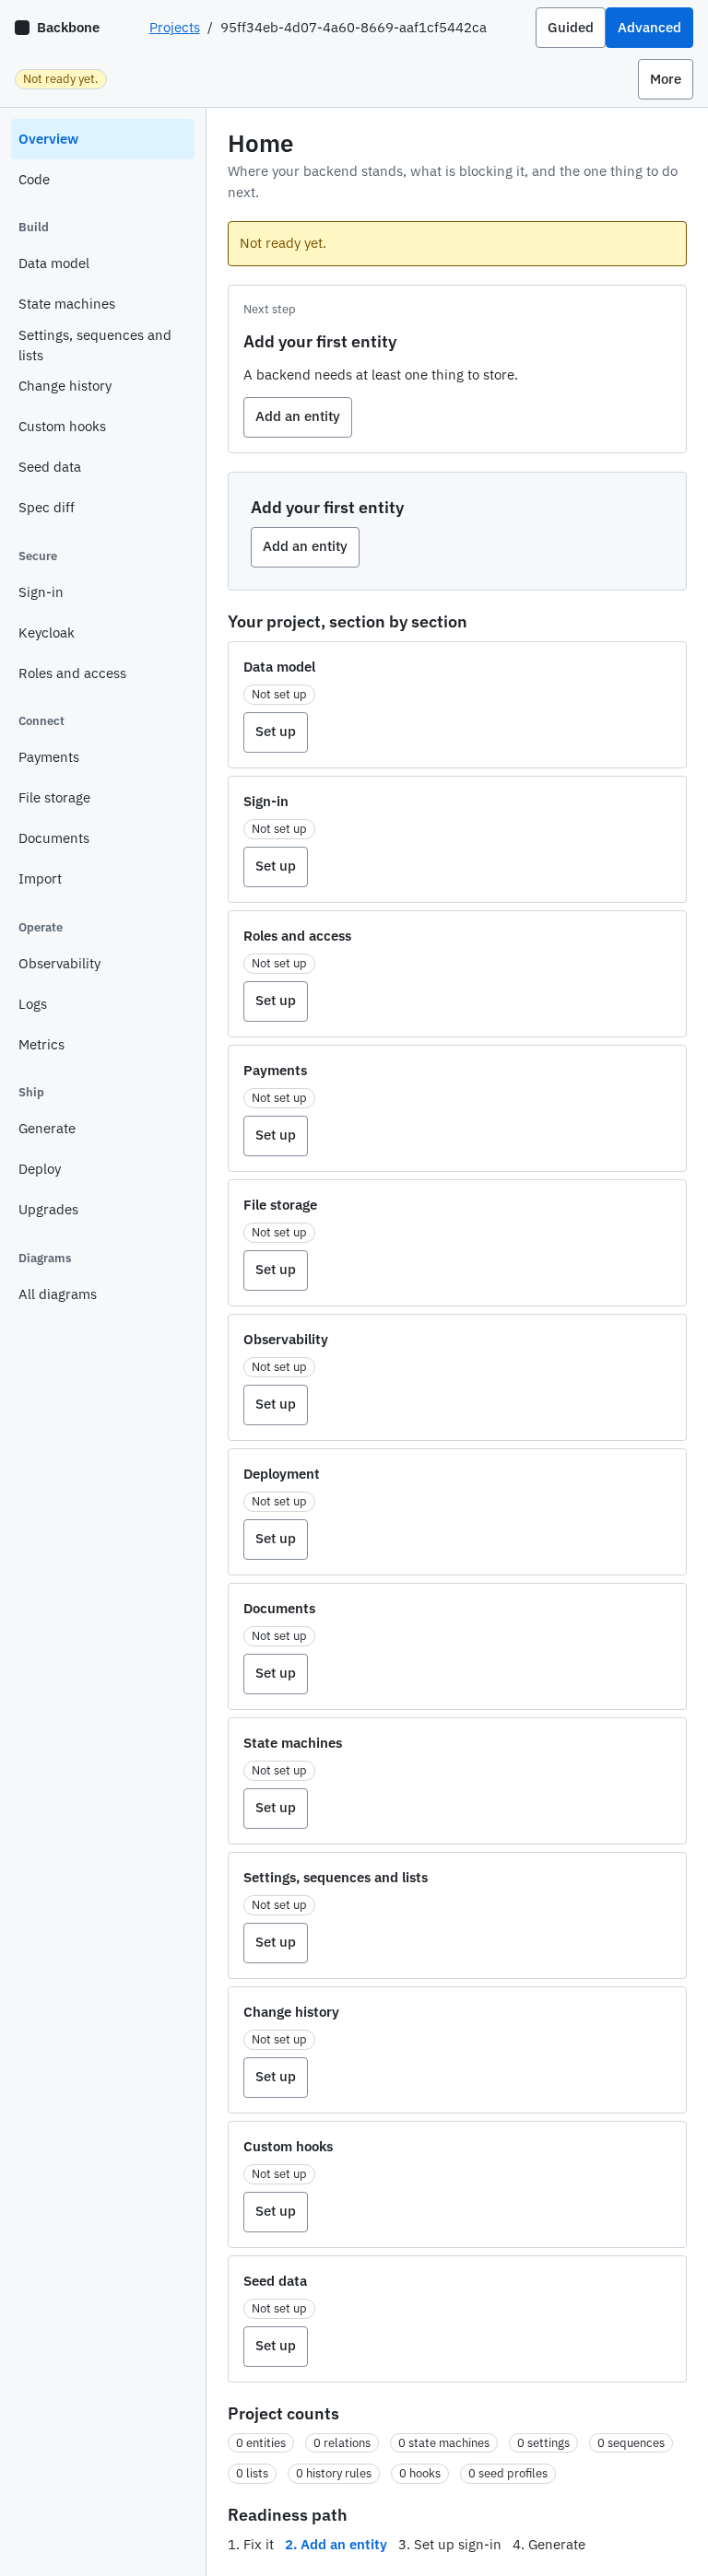 Backbone
Projects / 95ff34eb-4d07-4a60-8669-aaf1cf5442ca
Guided
Advanced
Not ready yet.
More
Overview
Code
Build
Data model
State machines
Settings, sequences and
lists
Change history
Custom hooks
Seed data
Spec diff
Secure
Sign-in
Keycloak
Roles and access
Connect
Payments
File storage
Documents
Import
Operate
Observability
Logs
Metrics
Ship
Generate
Deploy
Upgrades
Diagrams
All diagrams
Home
Where your backend stands, what is blocking it, and the one thing to do
next.
Not ready yet.
Next step
Add your first entity
A backend needs at least one thing to store.
Add an entity
Add your first entity
Add an entity
Your project, section by section
Data model
Not set up
Set up
Sign-in
Not set up
Set up
Roles and access
Not set up
Set up
Payments
Not set up
Set up
File storage
Not set up
Set up
Observability
Not set up
Set up
Deployment
Not set up
Set up
Documents
Not set up
Set up
State machines
Not set up
Set up
Settings, sequences and lists
Not set up
Set up
Change history
Not set up
Set up
Custom hooks
Not set up
Set up
Seed data
Not set up
Set up
Project counts
0 entities 0 relations 0 state machines 0 settings 0 sequences
0 lists 0 history rules 0 hooks 0 seed profiles
Readiness path
1. Fix it 2. Add an entity 3. Set up sign-in 4. Generate